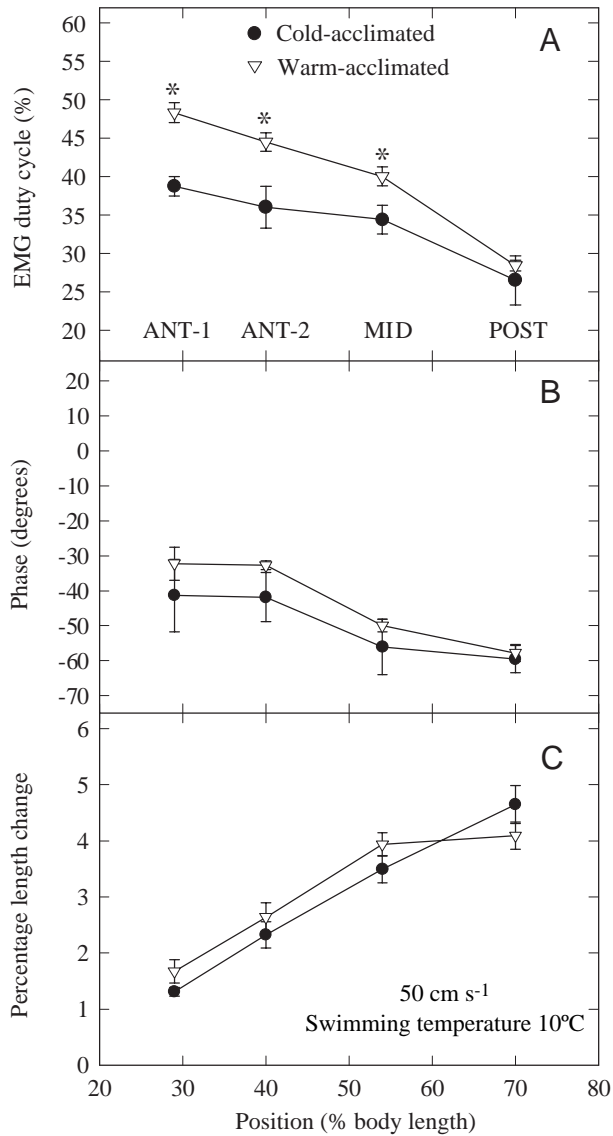 60
55
50
45
40
35
30
25
20
EMG duty cycle (%)
A
Cold-acclimated
Warm-acclimated
*
*
*
ANT-1 ANT-2 MID POST
20
10
0
-10
-20
-30
-40
-50
-60
-70
Phase (degrees)
B
6
5
4
3
2
1
0
Percentage length change
C
50 cm s-1
Swimming temperature 10ºC
20 30 40 50 60 70 80
Position (% body length)